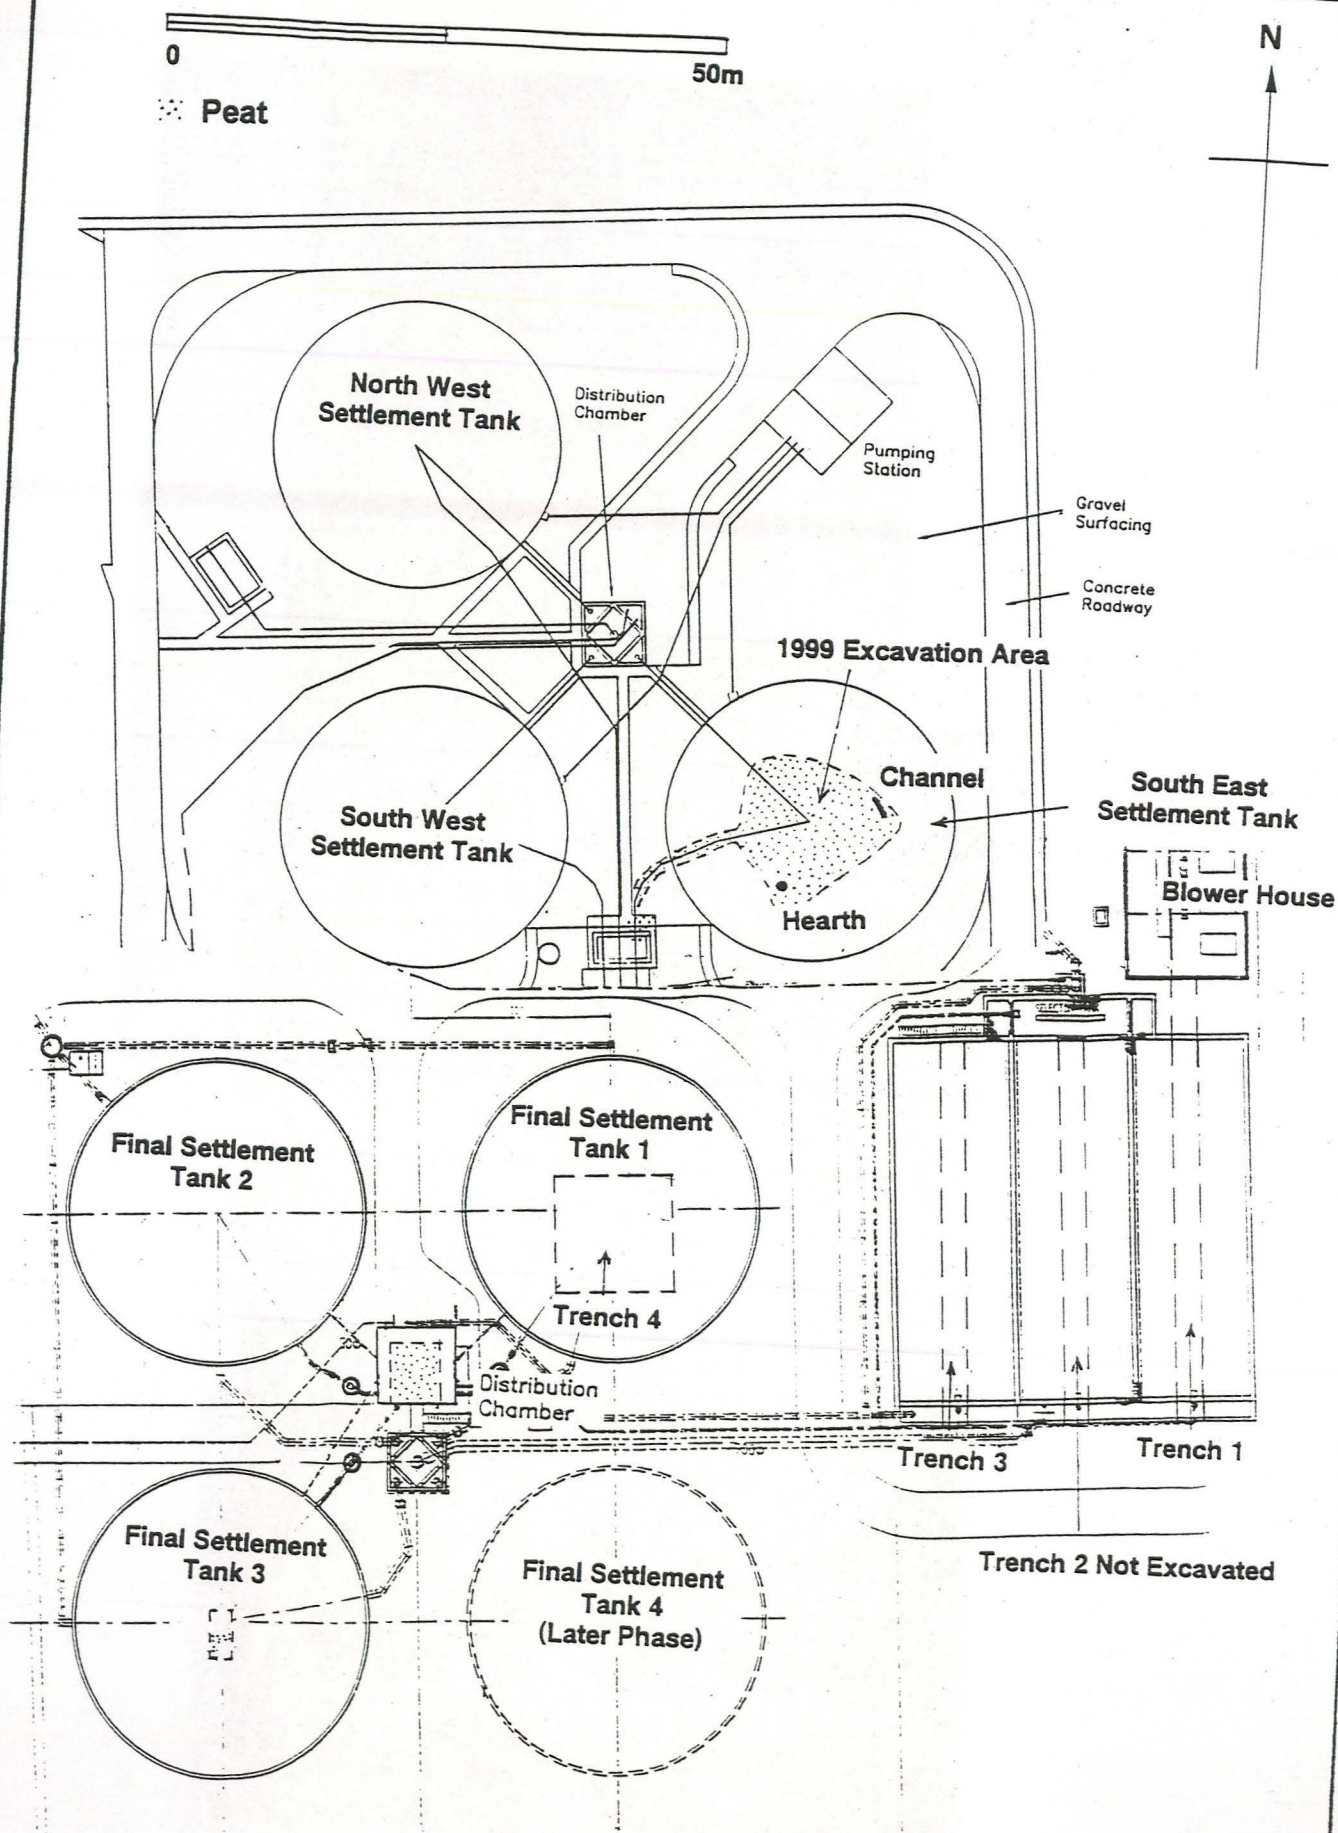 N
0
50m
Peat
North West
Settlement Tank
Distribution
Chamber
Pumping
Station
Gravel
Surfacing
Concrete
Roadway
1999 Excavation Area
Channel
South East
Settlement Tank
South West
Settlement Tank
Hearth
Blower House
Final Settlement
Tank 1
Final Settlement
Tank 2
Trench 4
Distribution
Chamber
Trench 3
Trench 1
Final Settlement
Tank 3
Final Settlement
Tank 4
(Later Phase)
Trench 2 Not Excavated